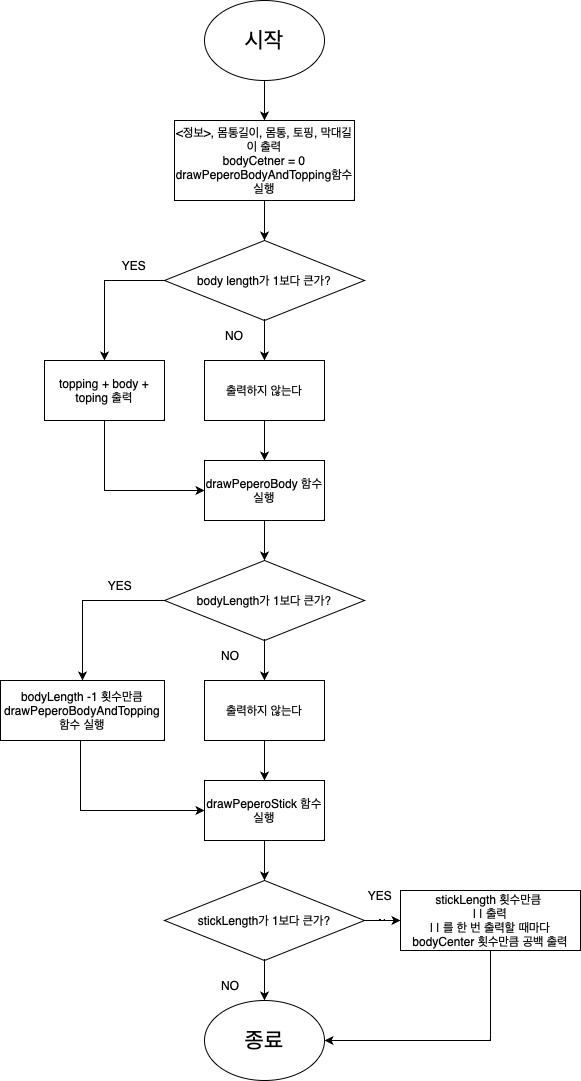 시작
<정보>, 몸통길이, 몸통, 토핑, 막대길
이 출력
bodyCetner = 0
drawPeperoBodyAndTopping함수
실행
body length가 1보다 큰가?
YES
NO
topping + body +
toping 출력
출력하지 않는다
drawPeperoBody 함수
실행
bodyLength가 1보다 큰가?
YES
NO
bodyLength -1 횟수만큼
drawPeperoBodyAndTopping
함수 실행
출력하지 않는다
drawPeperoStick 함수
실행
stickLength가 1보다 큰가?
YES
stickLength 횟수만큼
| | 출력
| | 를 한 번 출력할 때마다
bodyCenter 횟수만큼 공백 출력
NO
종료